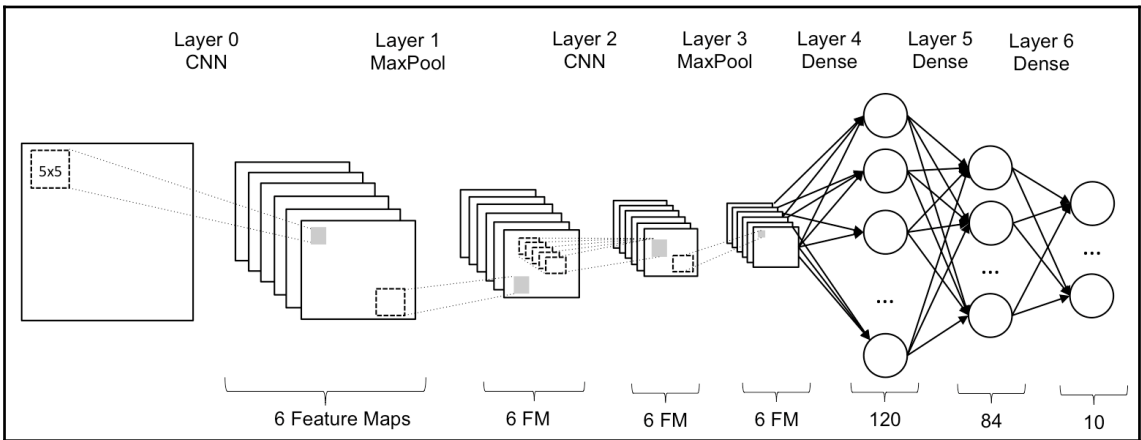 Layer 0
CNN
Layer 1
MaxPool
Layer 2
CNN
Layer 3
MaxPool
Layer 4
Dense
Layer 5
Dense
Layer 6
Dense
5x5
...
...
...
6 Feature Maps
6 FM
6 FM
6 FM
120
84
10